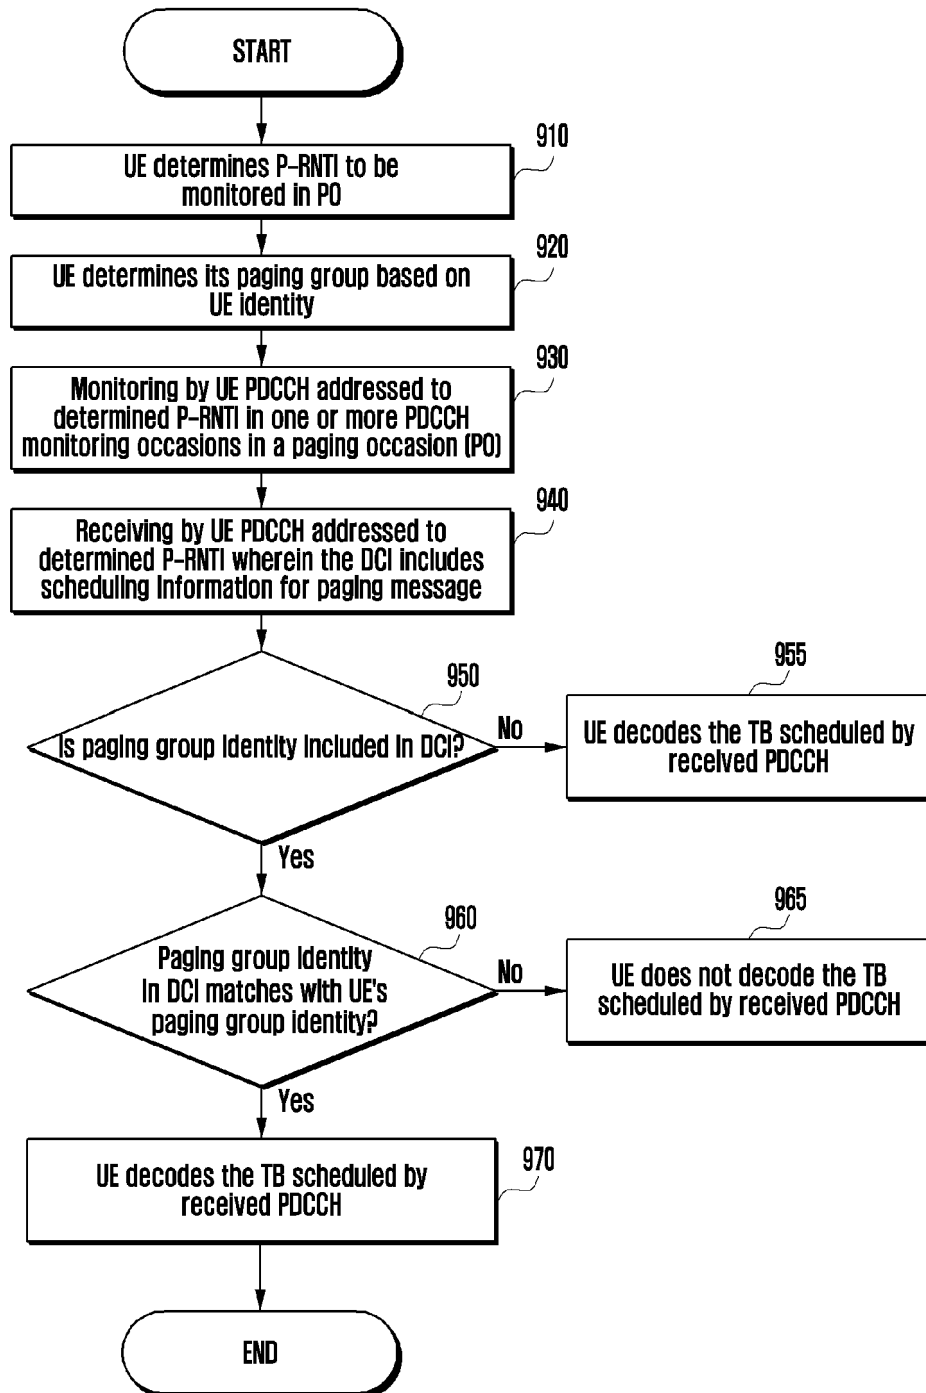 START
910
UE determines P-RNTI to be
monitored in PO
920
UE determines its paging group based on
UE identity
930
Monitoring by UE PDCCH addressed to
determined P-RNTI in one or more PDCCH
monitoring occasions in a paging occasion (PO)
940
Receiving by UE PDCCH addressed to
determined P-RNTI wherein the DCI includes
scheduling information for paging message
950
Is paging group identity included in DCI?
No
955
UE decodes the TB scheduled by
received PDCCH
Yes
960
Paging group identity
in DCI matches with UE's
paging group identity?
No
965
UE does not decode the TB
scheduled by received PDCCH
Yes
970
UE decodes the TB scheduled by
received PDCCH
END